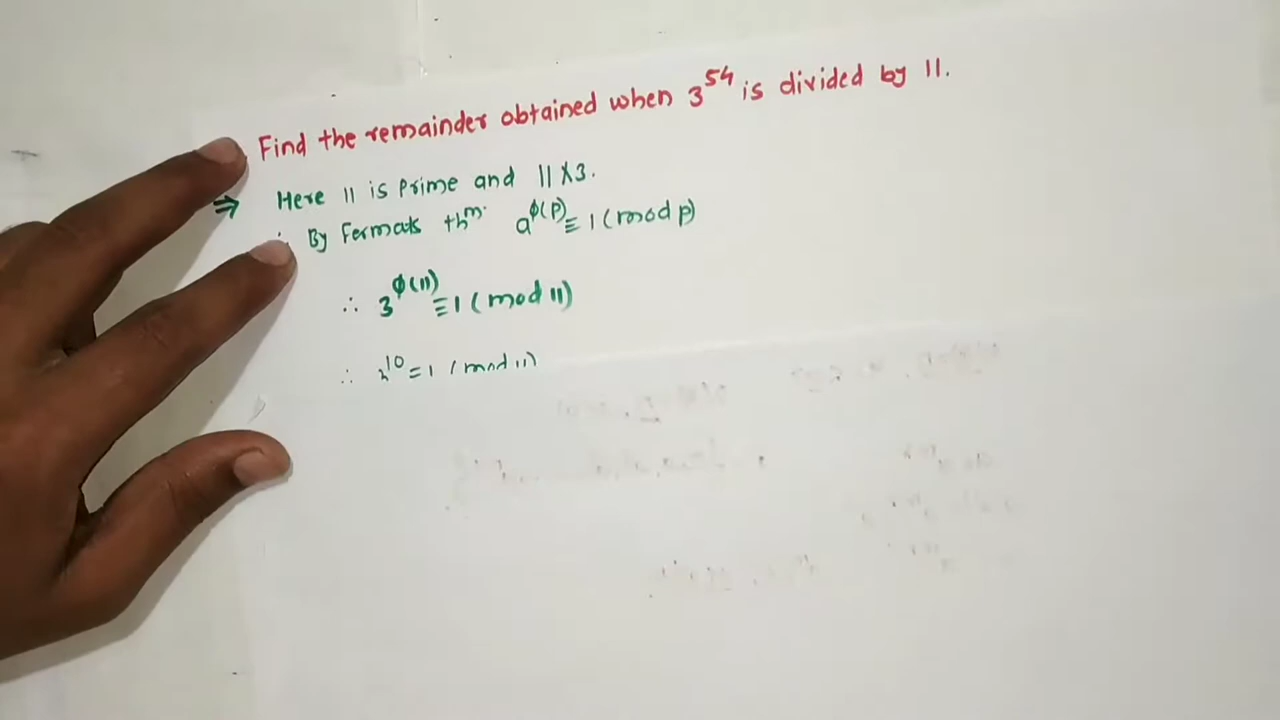 Find the remainder obtained when 3^54 is divided by 11.
⇒ Here 11 is prime and 11∤3.
∴ By Fermats thm. a^ϕ(p) ≡ 1 (mod p)
∴ 3^ϕ(11) ≡ 1 (mod 11)
∴ 3^10 ≡ 1 (mod 11)